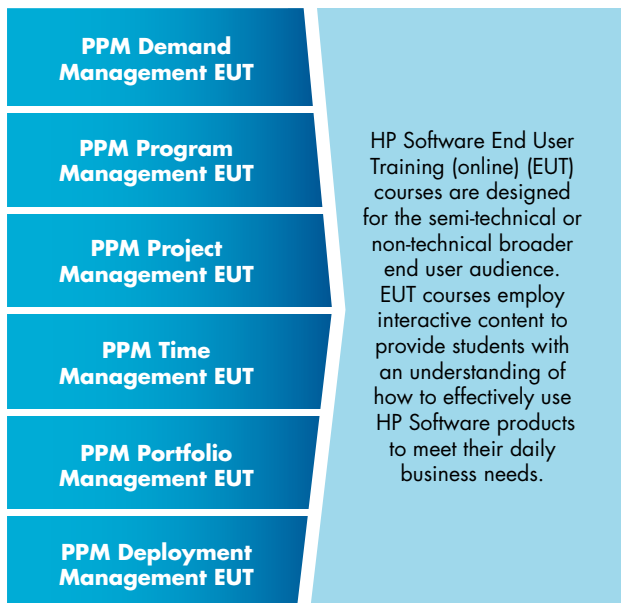 PPM Demand
Management EUT
PPM Program
Management EUT
PPM Project
Management EUT
PPM Time
Management EUT
PPM Portfolio
Management EUT
PPM Deployment
Management EUT
HP Software End User
Training (online) (EUT)
courses are designed
for the semi-technical or
non-technical broader
end user audience.
EUT courses employ
interactive content to
provide students with
an understanding of
how to effectively use
HP Software products
to meet their daily
business needs.